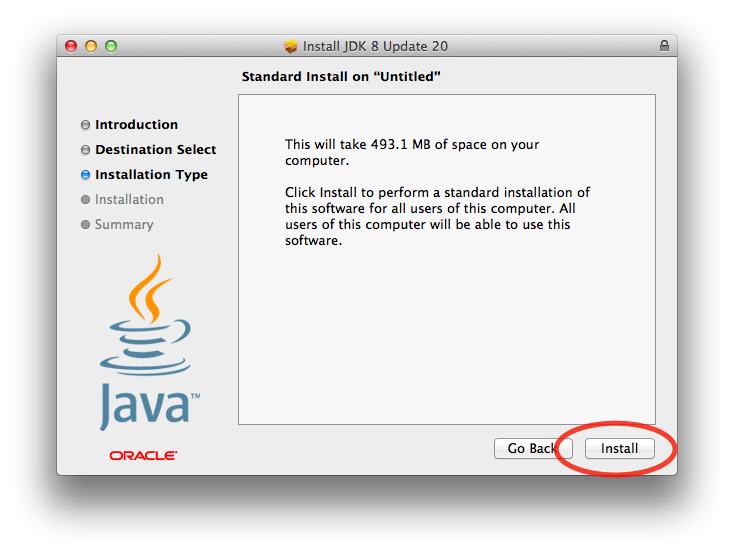 Install JDK 8 Update 20
Standard Install on “Untitled”
Introduction
Destination Select
Installation Type
Installation
Summary
This will take 493.1 MB of space on your
computer.
Click Install to perform a standard installation of
this software for all users of this computer. All
users of this computer will be able to use this
software.
Java™
ORACLE®
Go Back
Install